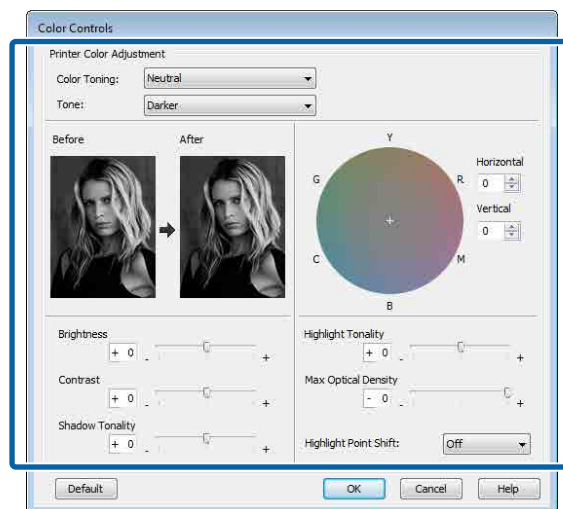 Color Controls
Printer Color Adjustment
Color Toning: Neutral
Tone: Darker
Before After
Y
G R
C M
B
Horizontal
0
Vertical
0
Brightness
+ 0 - +
Contrast
+ 0 - +
Shadow Tonality
+ 0 - +
Highlight Tonality
+ 0 - +
Max Optical Density
- 0 - +
Highlight Point Shift: Off
Default OK Cancel Help